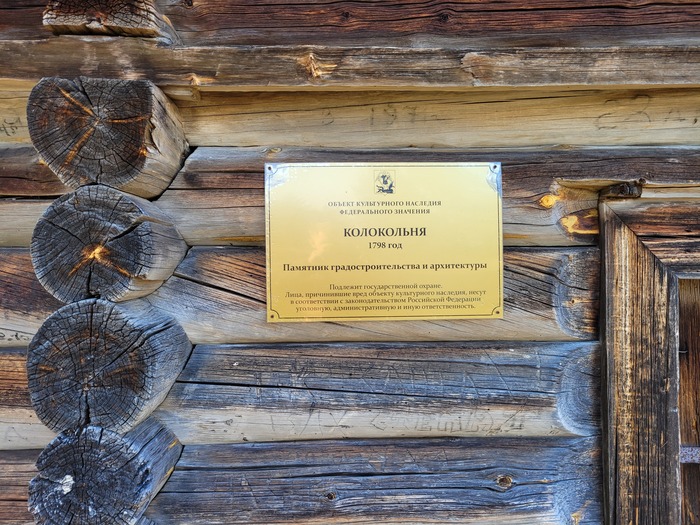 ОБЪЕКТ КУЛЬТУРНОГО НАСЛЕДИЯ
ФЕДЕРАЛЬНОГО ЗНАЧЕНИЯ
КОЛОКОЛЬНЯ
1798 год
Памятник градостроительства и архитектуры
Подлежит государственной охране.
Лица, причинившие вред объекту культурного наследия, несут
в соответствии с законодательством Российской Федерации
уголовную, административную и иную ответственность.